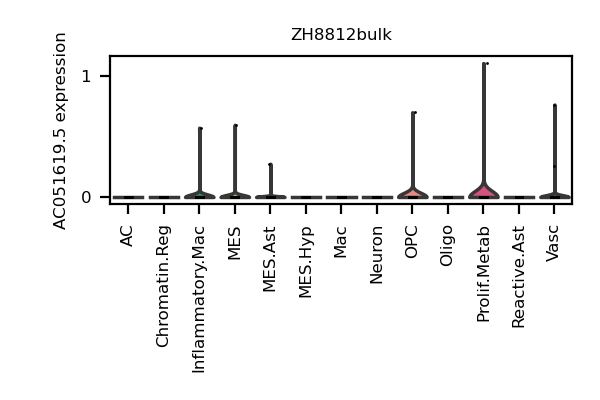 ZH8812bulk
AC051619.5 expression
1
0
AC
Chromatin.Reg
Inflammatory.Mac
MES
MES.Ast
MES.Hyp
Mac
Neuron
OPC
Oligo
Prolif.Metab
Reactive.Ast
Vasc